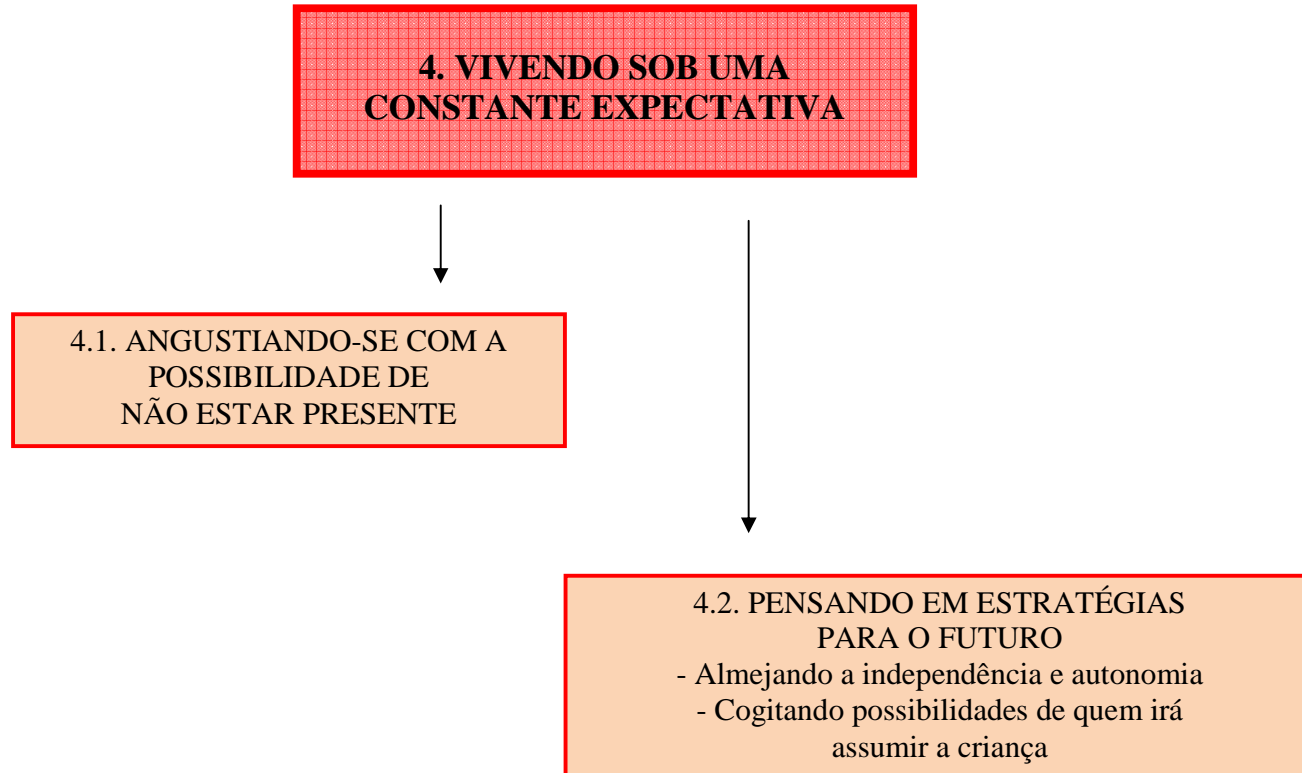 4. VIVENDO SOB UMA
CONSTANTE EXPECTATIVA
4.1. ANGUSTIANDO-SE COM A
POSSIBILIDADE DE
NÃO ESTAR PRESENTE
4.2. PENSANDO EM ESTRATÉGIAS
PARA O FUTURO
- Almejando a independência e autonomia
- Cogitando possibilidades de quem irá
assumir a criança